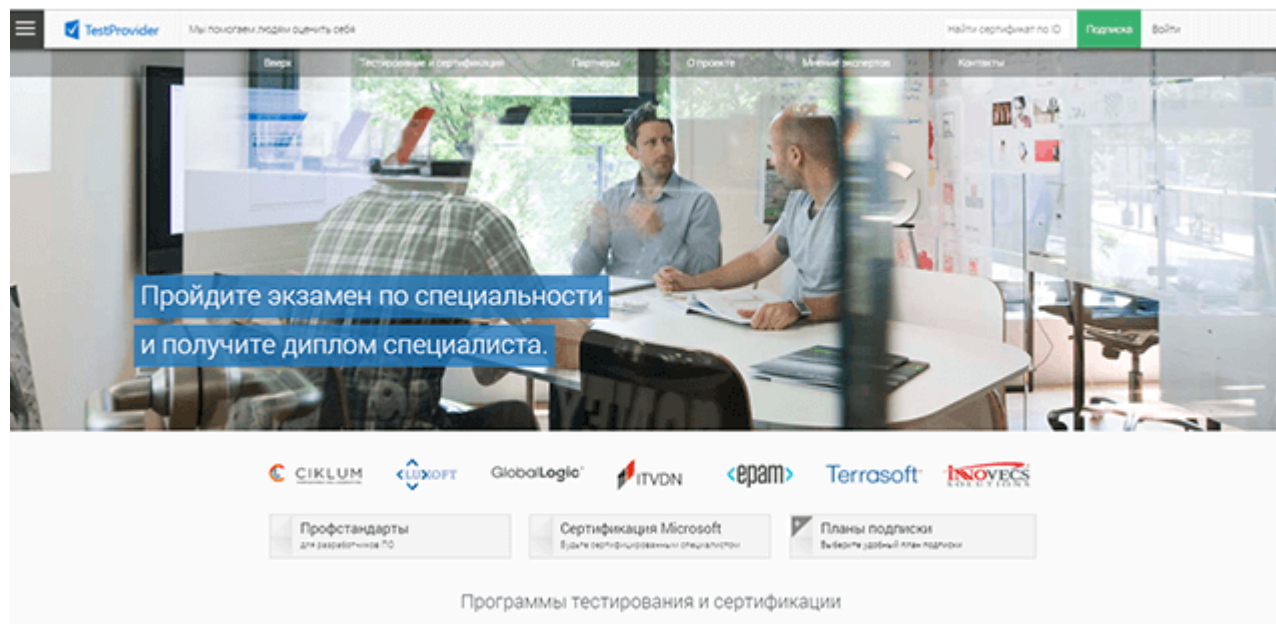 TestProvider
Мы помогаем людям оценить себя
Найти сертификат по ID
Подписка
Войти
Вверх
Тестирование и сертификация
Партнеры
О проекте
Мнение экспертов
Контакты
Пройдите экзамен по специальности
и получите диплом специалиста.
CIKLUM
LUXOFT
GlobalLogic
ITVDN
<epam>
Terrasoft
INNOVECS
SOLUTIONS
Профстандарты
для разработчиков ПО
Сертификация Microsoft
Будьте сертифицированным специалистом
Планы подписки
Выберите удобный план подписки
Программы тестирования и сертификации